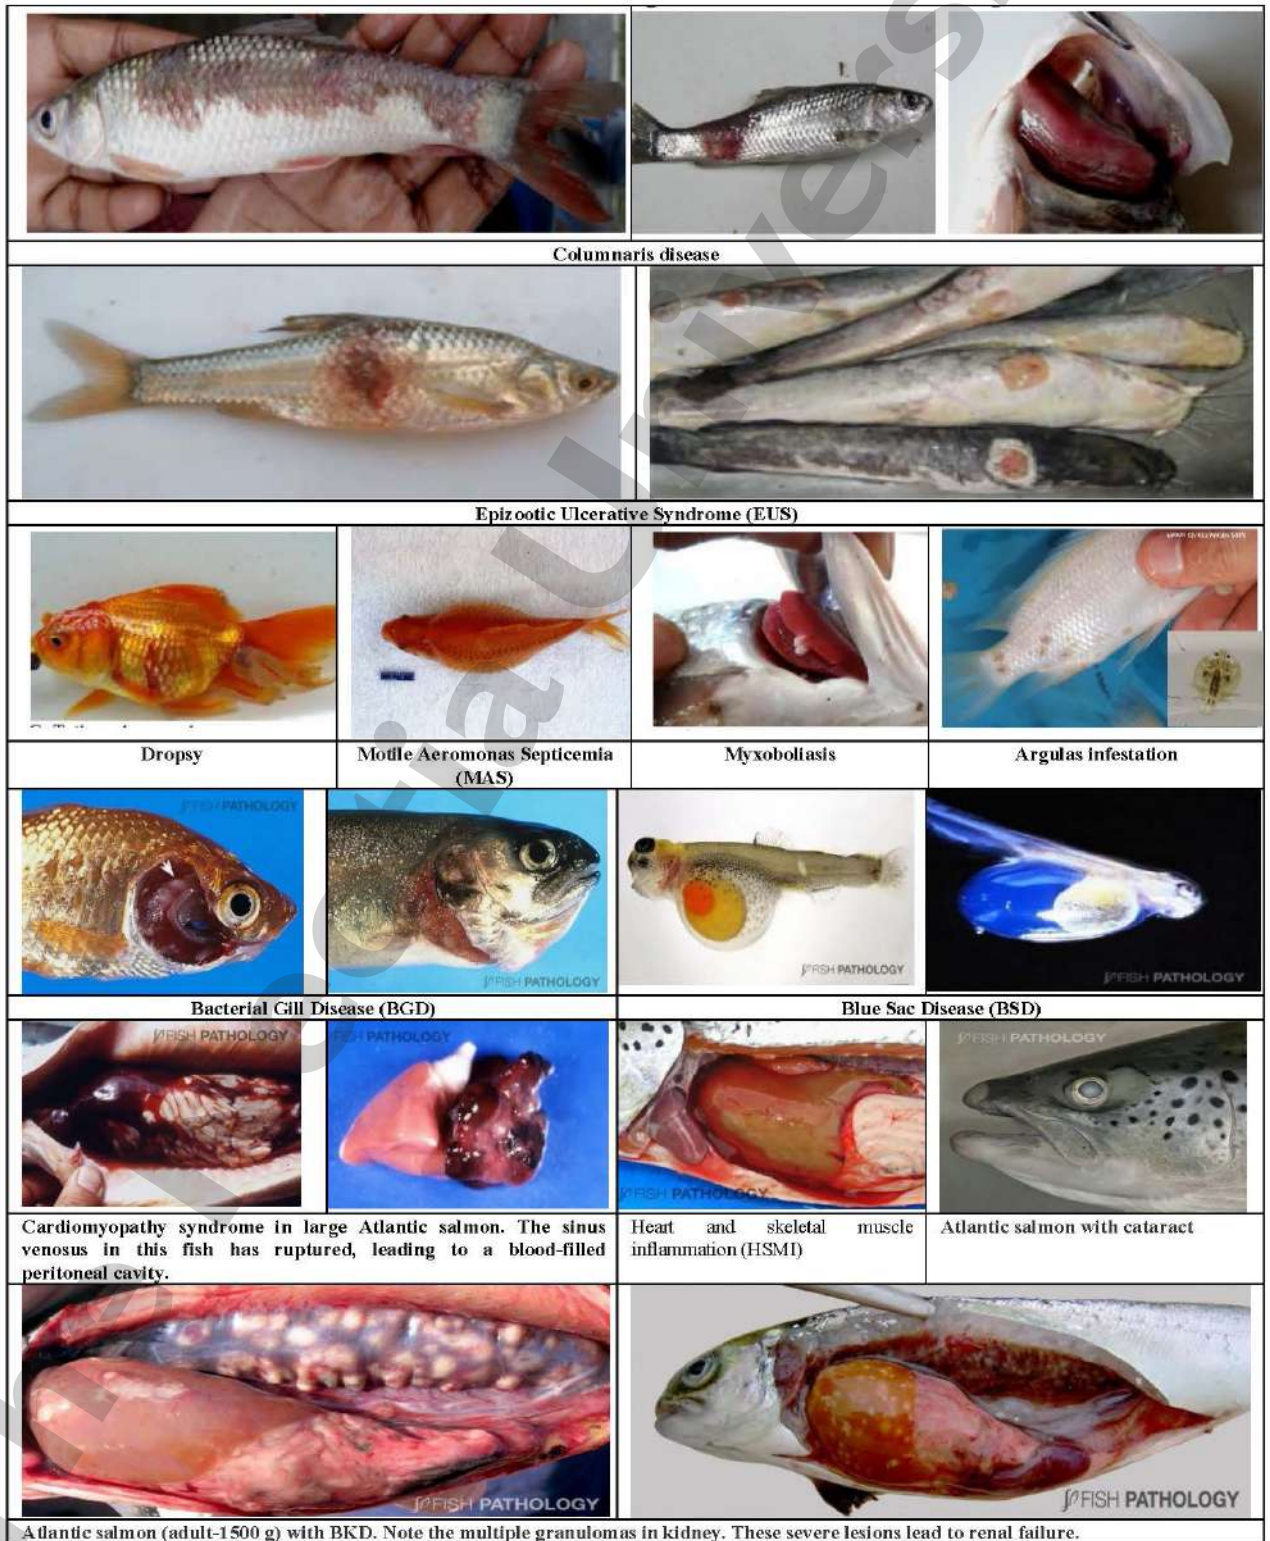 Columnaris disease
Epizootic Ulcerative Syndrome (EUS)
Dropsy
Motile Aeromonas Septicemia
(MAS)
Myxoboliasis
Argulas infestation
FISH PATHOLOGY
FISH PATHOLOGY
FISH PATHOLOGY
FISH PATHOLOGY
Bacterial Gill Disease (BGD)
Blue Sac Disease (BSD)
FISH PATHOLOGY
FISH PATHOLOGY
FISH PATHOLOGY
FISH PATHOLOGY
Cardiomyopathy syndrome in large Atlantic salmon. The sinus
venosus in this fish has ruptured, leading to a blood-filled
peritoneal cavity.
Heart and skeletal muscle
inflammation (HSMI)
Atlantic salmon with cataract
FISH PATHOLOGY
FISH PATHOLOGY
Atlantic salmon (adult-1500 g) with BKD. Note the multiple granulomas in kidney. These severe lesions lead to renal failure.